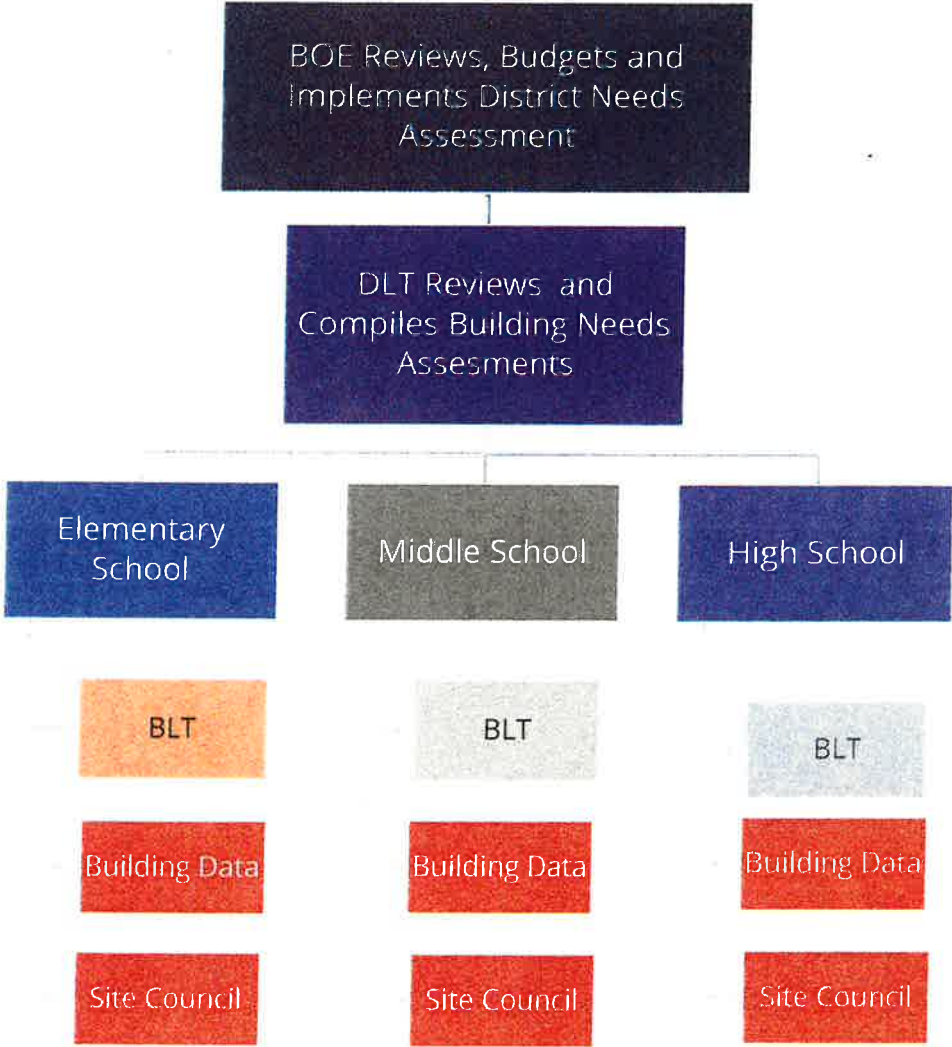 BOE Reviews, Budgets and
Implements District Needs
Assessment
DLT Reviews and
Compiles Building Needs
Assesments
Elementary
School
Middle School
High School
BLT
BLT
BLT
Building Data
Building Data
Building Data
Site Council
Site Council
Site Council